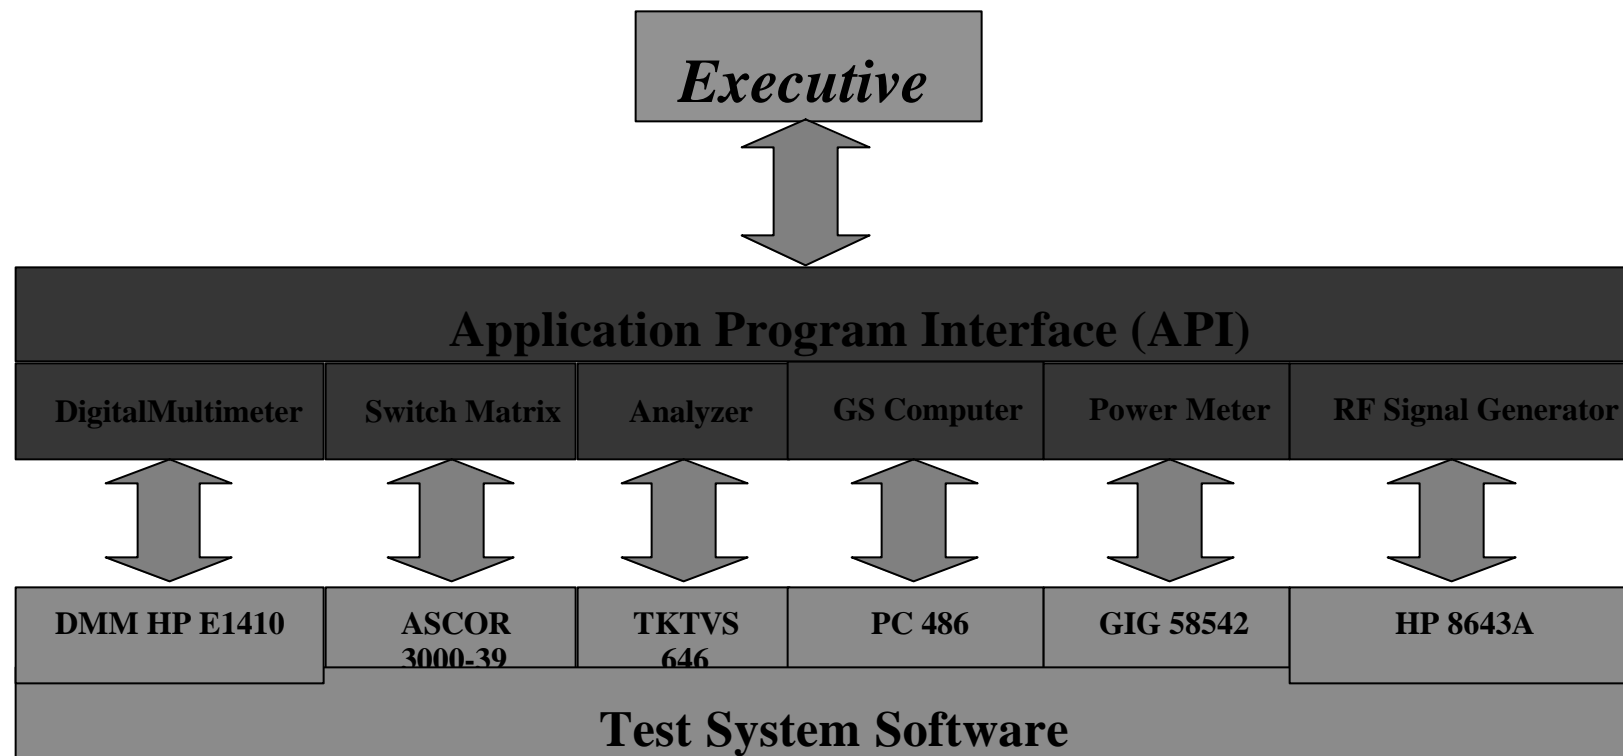 Executive
Application Program Interface (API)
DigitalMultimeter
Switch Matrix
Analyzer
GS Computer
Power Meter
RF Signal Generator
DMM HP E1410
ASCOR
3000-39
TKTVS
646
PC 486
GIG 58542
HP 8643A
Test System Software